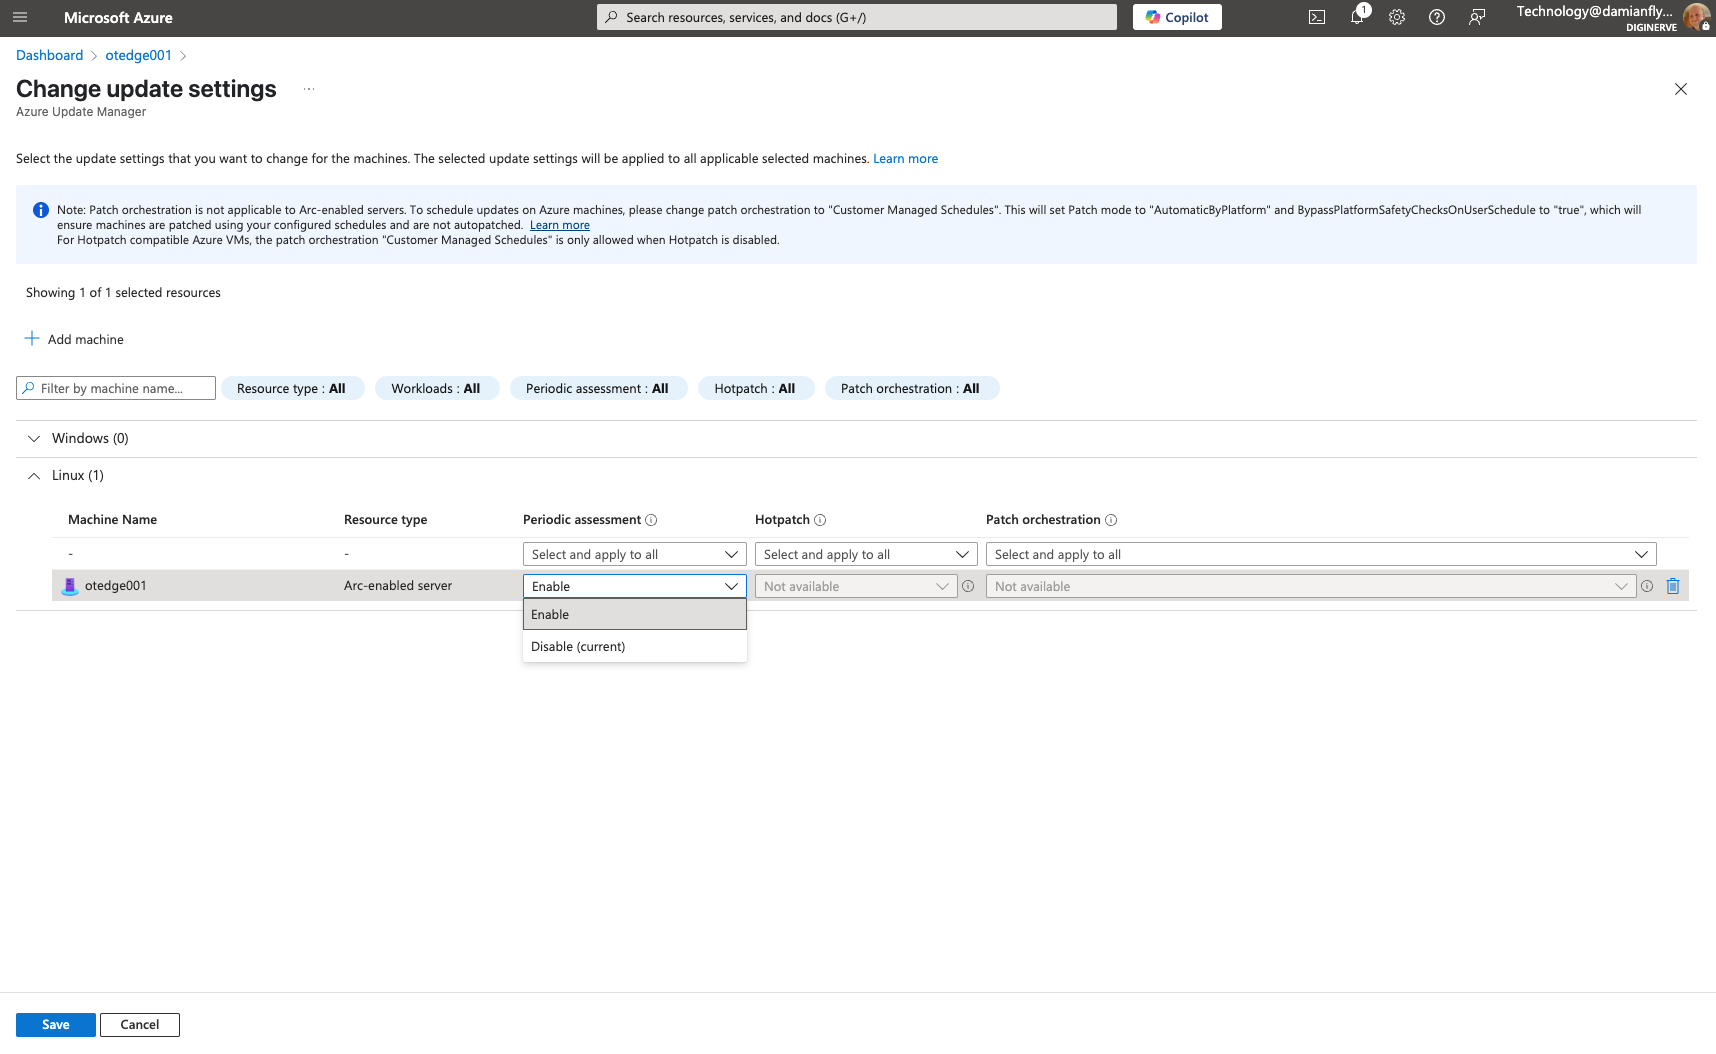 Microsoft Azure
Search resources, services, and docs (G+/)
Copilot
1
Technology@damianfly...
DIGINERVE
Dashboard
otedge001
Change update settings
...
Azure Update Manager
Select the update settings that you want to change for the machines. The selected update settings will be applied to all applicable selected machines. Learn more
Note: Patch orchestration is not applicable to Arc-enabled servers. To schedule updates on Azure machines, please change patch orchestration to "Customer Managed Schedules". This will set Patch mode to "AutomaticByPlatform" and BypassPlatformSafetyChecksOnUserSchedule to "true", which will
ensure machines are patched using your configured schedules and are not autopatched. Learn more
For Hotpatch compatible Azure VMs, the patch orchestration "Customer Managed Schedules" is only allowed when Hotpatch is disabled.
Showing 1 of 1 selected resources
Add machine
Filter by machine name...
Resource type : All
Workloads : All
Periodic assessment : All
Hotpatch : All
Patch orchestration : All
Windows (0)
Linux (1)
Machine Name
Resource type
Periodic assessment
Hotpatch
Patch orchestration
-
-
Select and apply to all
Select and apply to all
Select and apply to all
otedge001
Arc-enabled server
Enable
Not available
Not available
Enable
Disable (current)
Save
Cancel